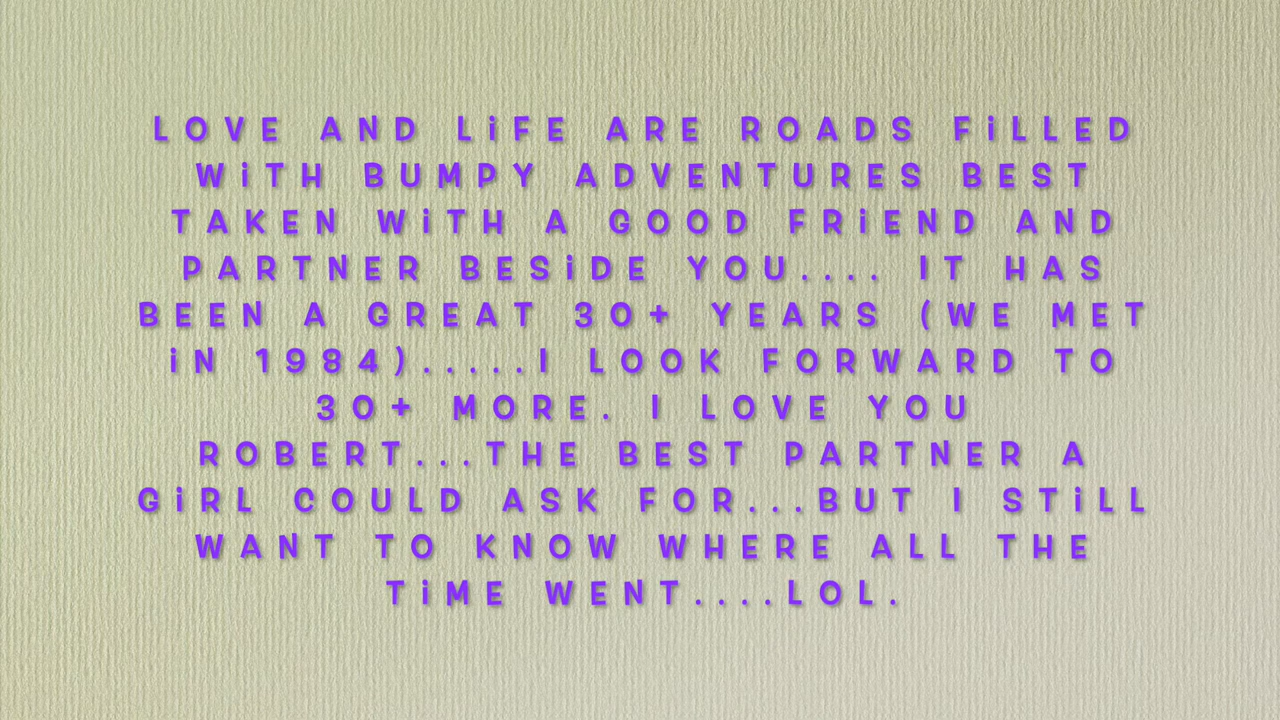 LOVE AND LiFE ARE ROADS FiLLED
WiTH BUMPY ADVENTURES BEST
TAKEN WiTH A GOOD FRiEND AND
PARTNER BESiDE YOU.... IT HAS
BEEN A GREAT 30+ YEARS (WE MET
iN 1984).....I LOOK FORWARD TO
30+ MORE. I LOVE YOU
ROBERT...THE BEST PARTNER A
GiRL COULD ASK FOR...BUT I STiLL
WANT TO KNOW WHERE ALL THE
TiME WENT....LOL.